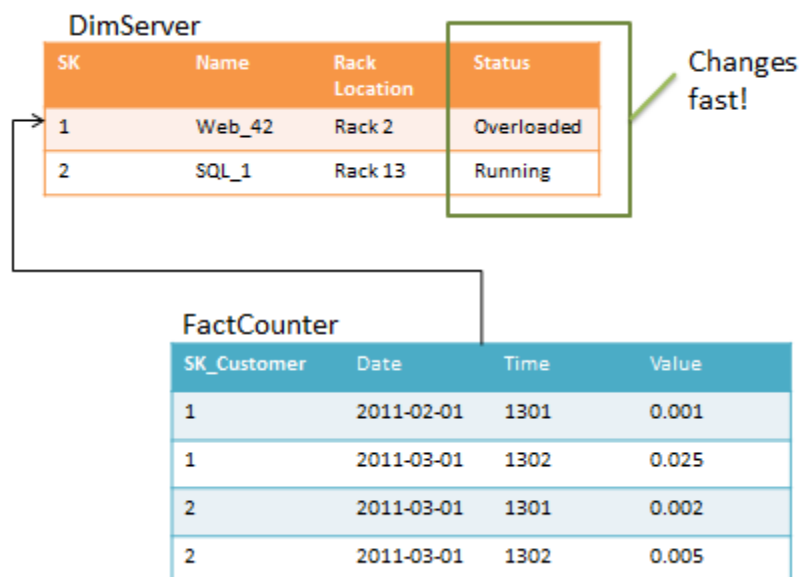 DimServer
SK Name Rack Location Status
1 Web_42 Rack 2 Overloaded
2 SQL_1 Rack 13 Running
Changes
fast!
FactCounter
SK_Customer Date Time Value
1 2011-02-01 1301 0.001
1 2011-03-01 1302 0.025
2 2011-03-01 1301 0.002
2 2011-03-01 1302 0.005